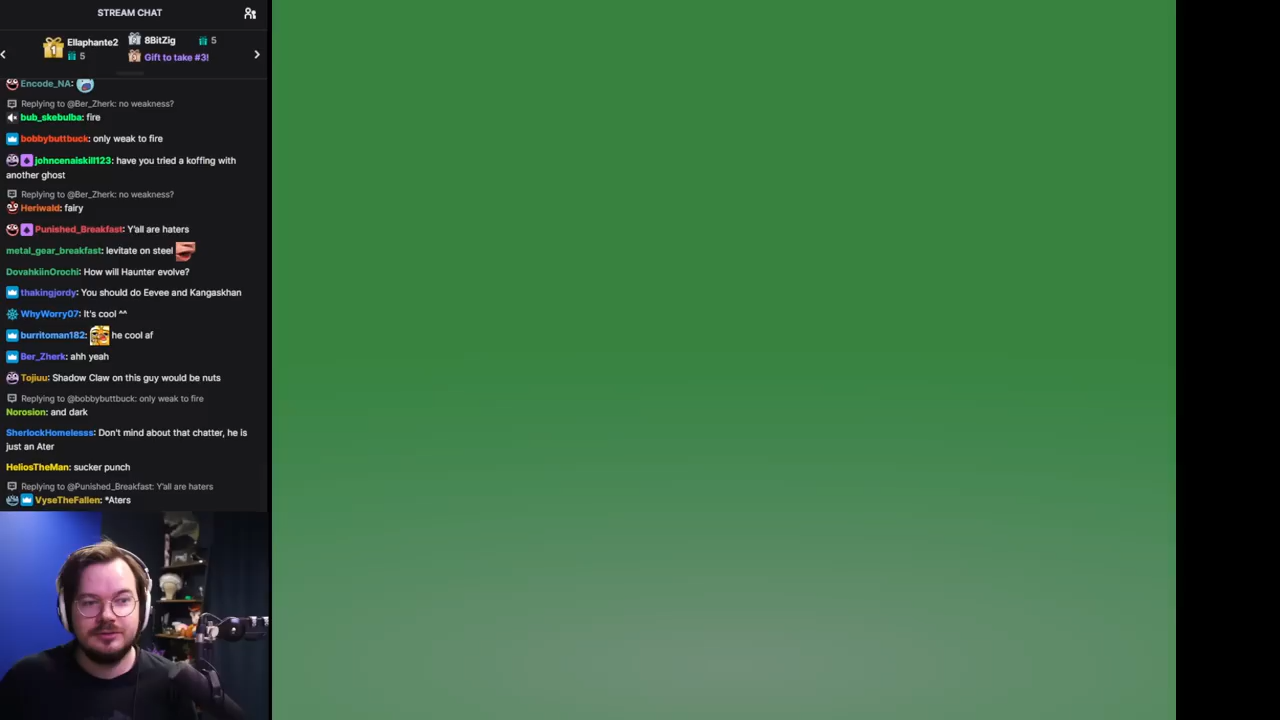 STREAM CHAT
Ellaphante2
5
8BitZig
5
Gift to take #3!
Encode_NA:
Replying to @Ber_Zherk: no weakness?
bub_skebulba: fire
bobbybuttbuck: only weak to fire
johncenaiskill123: have you tried a koffing with
another ghost
Replying to @Ber_Zherk: no weakness?
Heriwald: fairy
Punished_Breakfast: Y'all are haters
metal_gear_breakfast: levitate on steel
DovahkiinOrochi: How will Haunter evolve?
thakingjordy: You should do Eevee and Kangaskhan
WhyWorry07: It's cool ^^
burritoman182: he cool af
Ber_Zherk: ahh yeah
Tojiuu: Shadow Claw on this guy would be nuts
Replying to @bobbybuttbuck: only weak to fire
Norosion: and dark
SherlockHomelesss: Don't mind about that chatter, he is
just an Ater
HeliosTheMan: sucker punch
Replying to @Punished_Breakfast: Y'all are haters
VyseTheFallen: *Aters